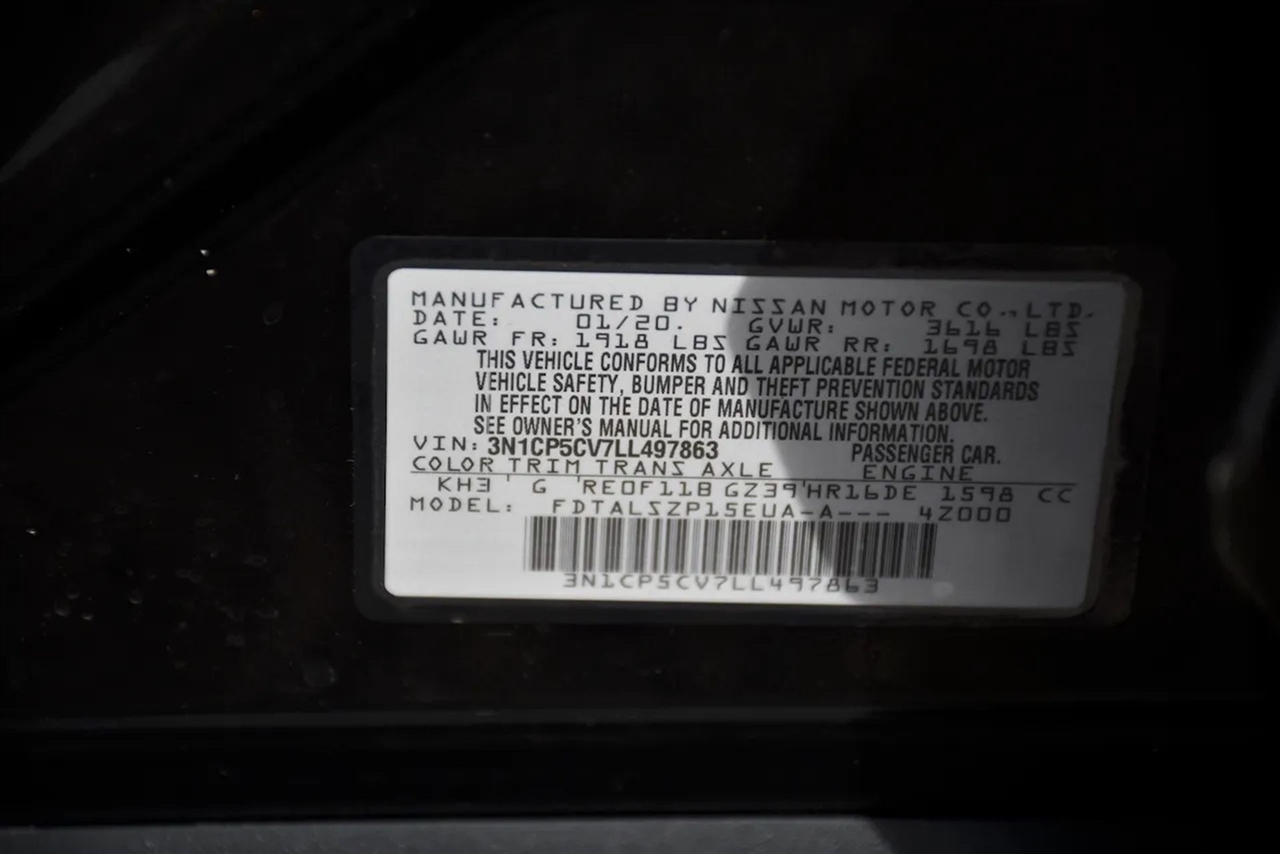 MANUFACTURED BY NISSAN MOTOR CO.,LTD.
DATE: 01/20. GVWR: 3616 LBS
GAWR FR: 1918 LBS GAWR RR: 1698 LBS
THIS VEHICLE CONFORMS TO ALL APPLICABLE FEDERAL MOTOR
VEHICLE SAFETY, BUMPER AND THEFT PREVENTION STANDARDS
IN EFFECT ON THE DATE OF MANUFACTURE SHOWN ABOVE.
SEE OWNER'S MANUAL FOR ADDITIONAL INFORMATION.
VIN: 3N1CP5CV7LL497863 PASSENGER CAR.
COLOR TRIM TRANS AXLE ENGINE
KH3 ' G 'RE0F11B GZ39'HR16DE 1598 CC
MODEL: FDTALSZP15EUA-A--- 4Z000
3N1CP5CV7LL497863